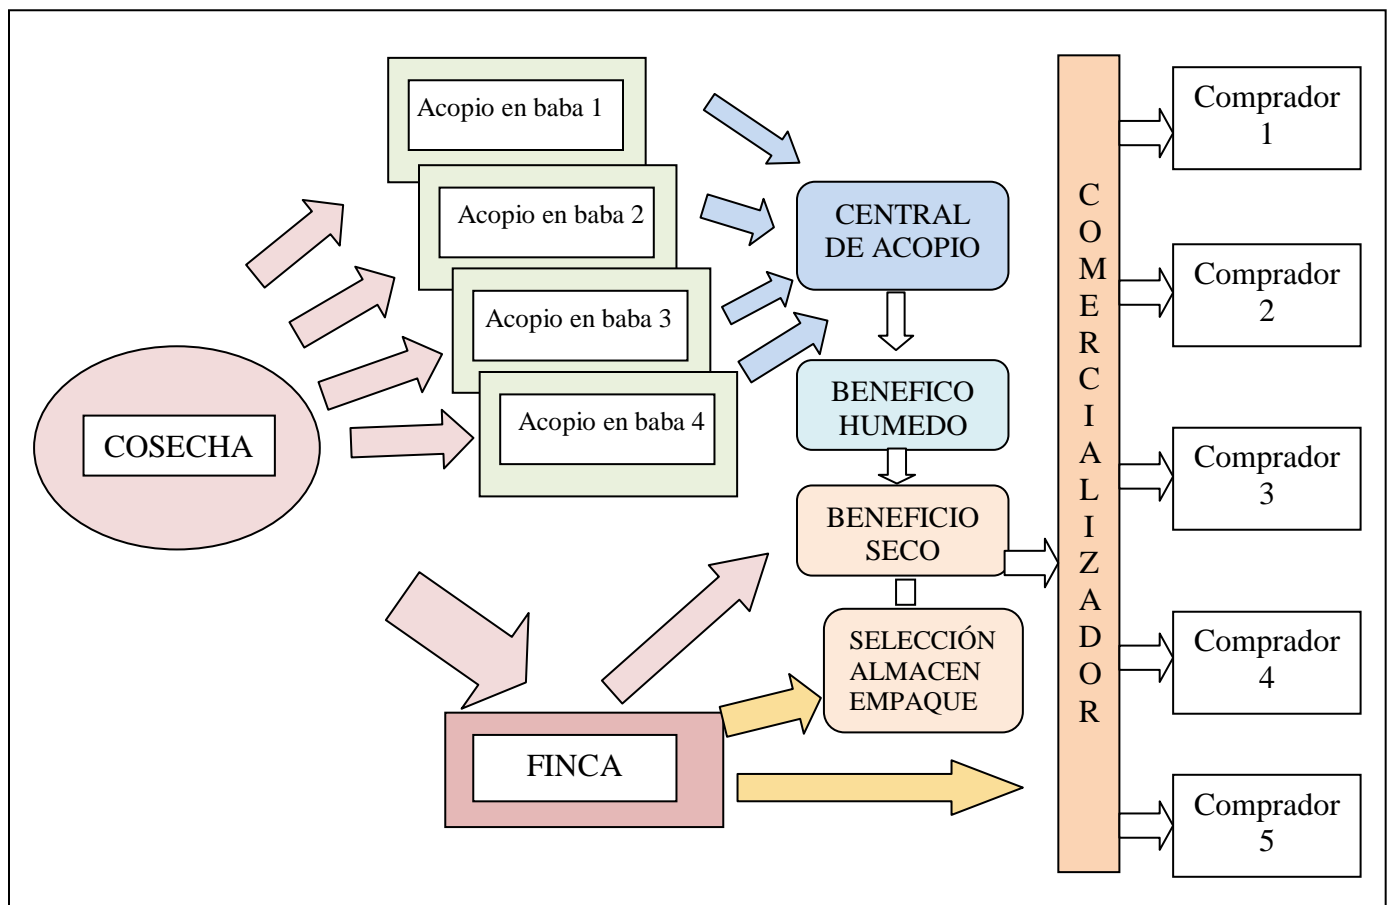 Acopio en baba 1
Acopio en baba 2
Acopio en baba 3
Acopio en baba 4
COSECHA
FINCA
CENTRAL
DE ACOPIO
BENEFICO
HUMEDO
BENEFICIO
SECO
SELECCIÓN
ALMACEN
EMPAQUE
C
O
M
E
R
C
I
A
L
I
Z
A
D
O
R
Comprador
1
Comprador
2
Comprador
3
Comprador
4
Comprador
5